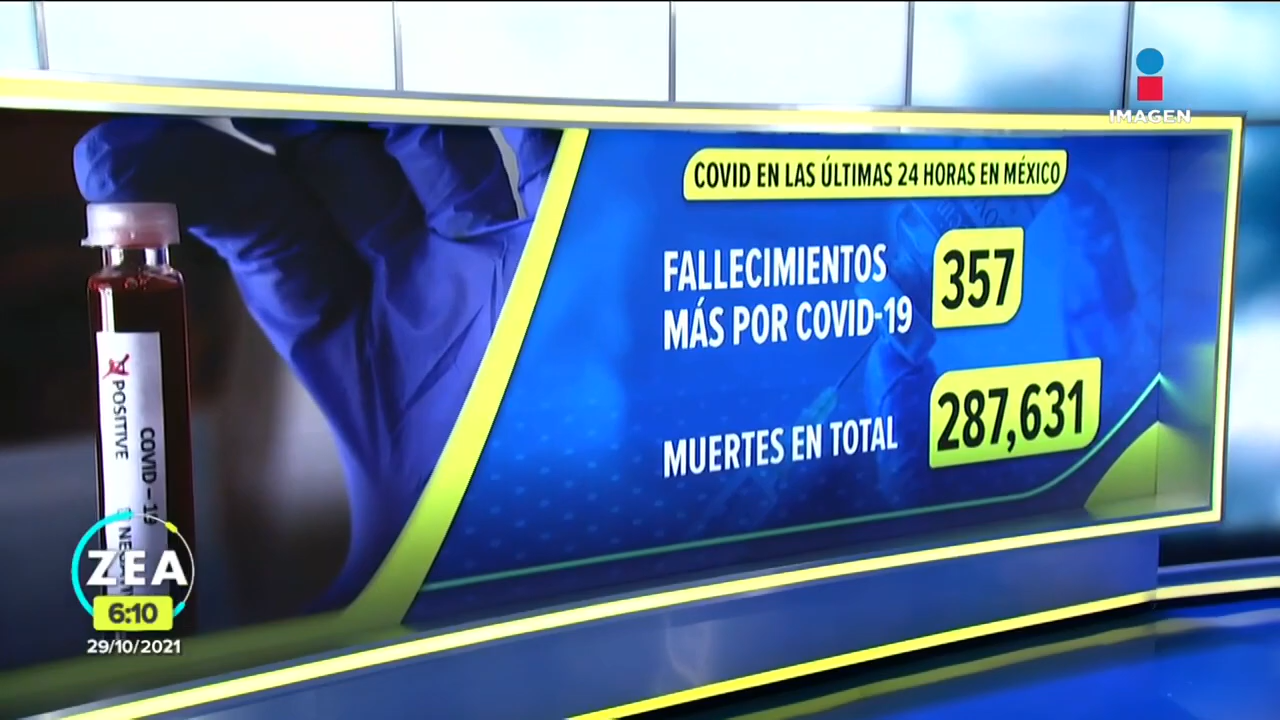 IMAGEN
COVID EN LAS ÚLTIMAS 24 HORAS EN MÉXICO
FALLECIMIENTOS
MÁS POR COVID-19
357
MUERTES EN TOTAL
287,631
POSITIVE
COVID - 19
ZEA
6:10
29/10/2021